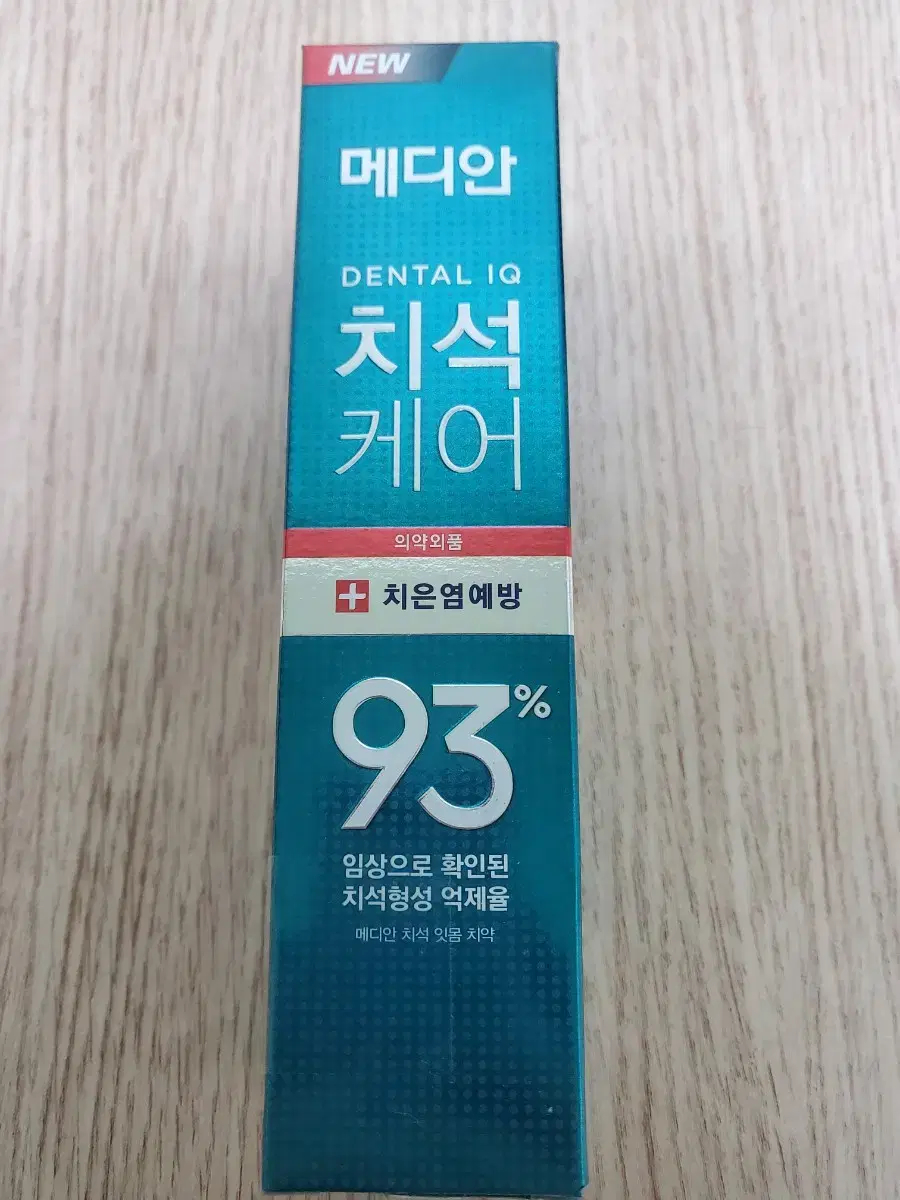 NEW
메디안
DENTAL IQ
치석
케어
의약외품
치은염예방
93%
임상으로 확인된
치석형성 억제율
메디안 치석 잇몸 치약